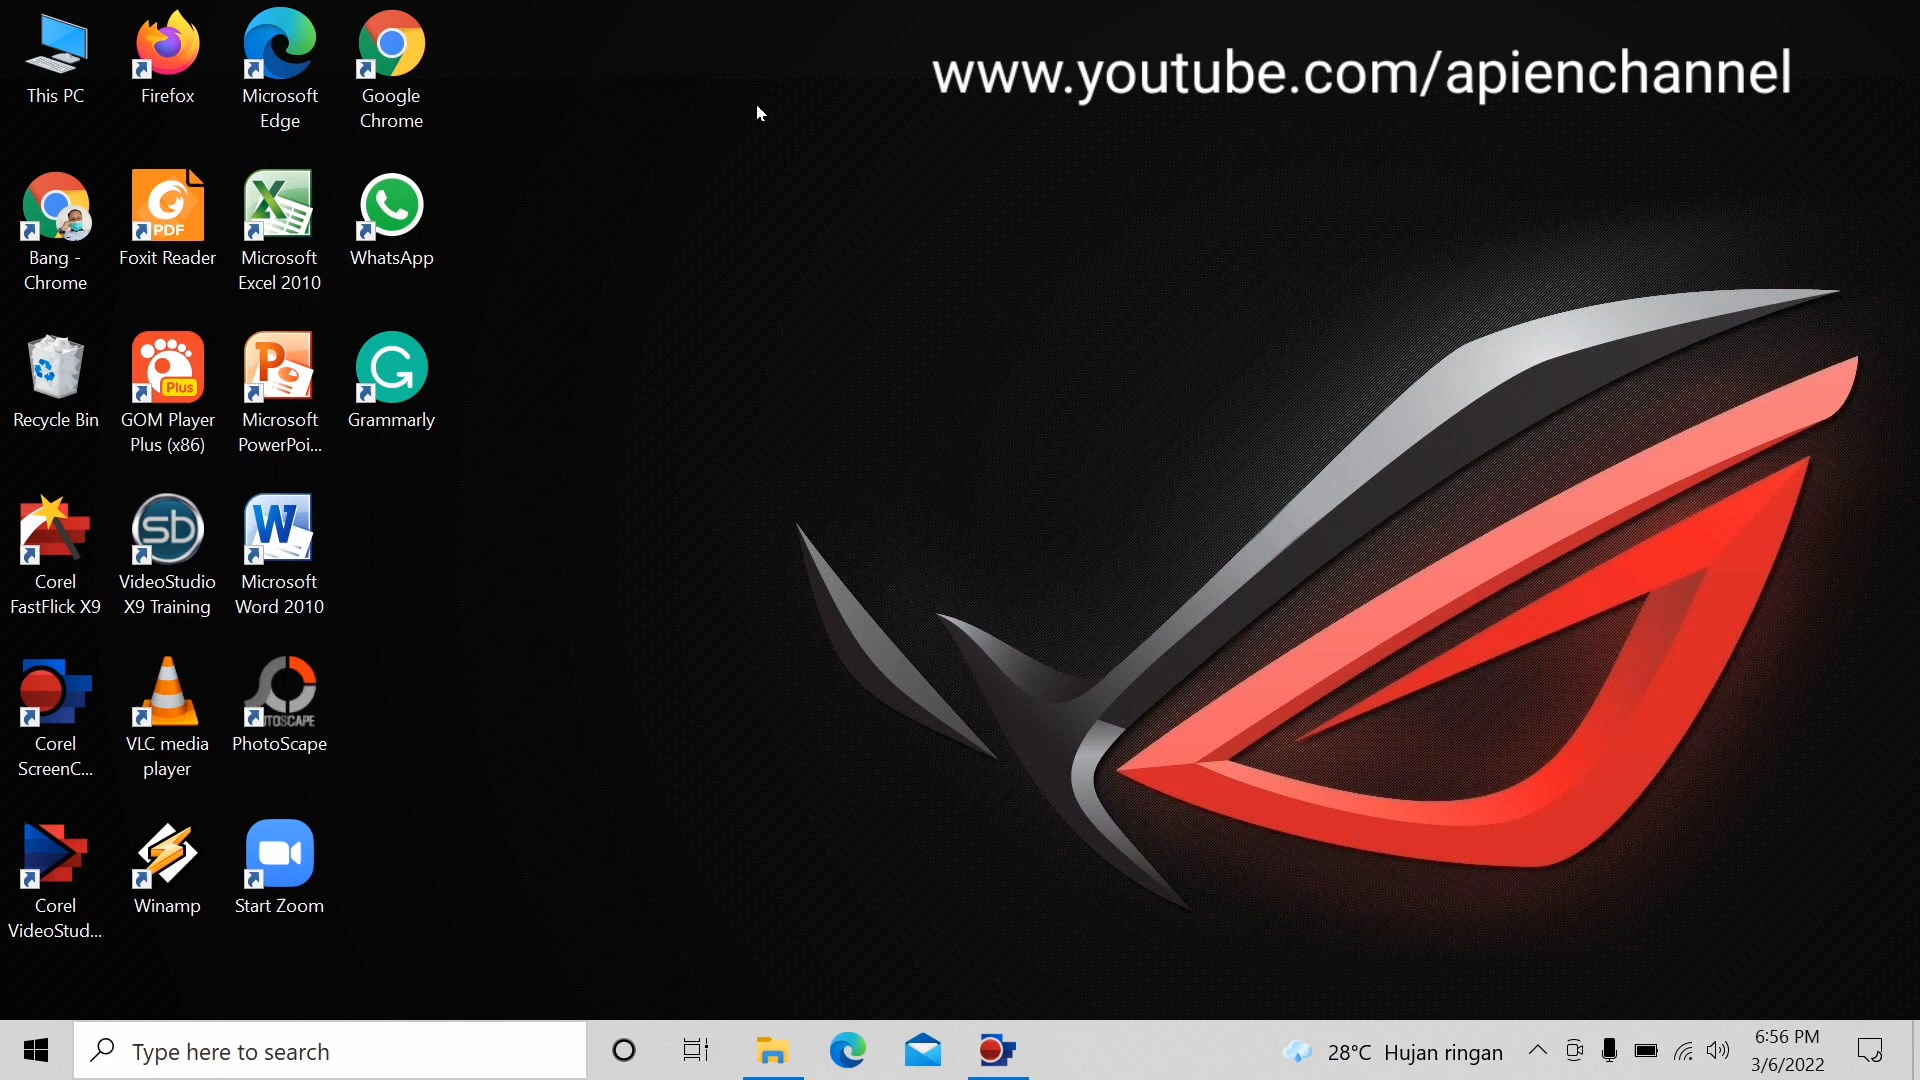 www.youtube.com/apienchannel
This PC
Firefox
Microsoft
Edge
Google
Chrome
Bang -
Chrome
PDF
Foxit Reader
Microsoft
Excel 2010
WhatsApp
Recycle Bin
Plus
GOM Player
Plus (x86)
Microsoft
PowerPoi...
Grammarly
Corel
FastFlick X9
sb
VideoStudio
X9 Training
Microsoft
Word 2010
Corel
ScreenC...
VLC media
player
PhotoScape
Corel
VideoStud...
Winamp
Start Zoom
Type here to search
28°C Hujan ringan
6:56 PM
3/6/2022